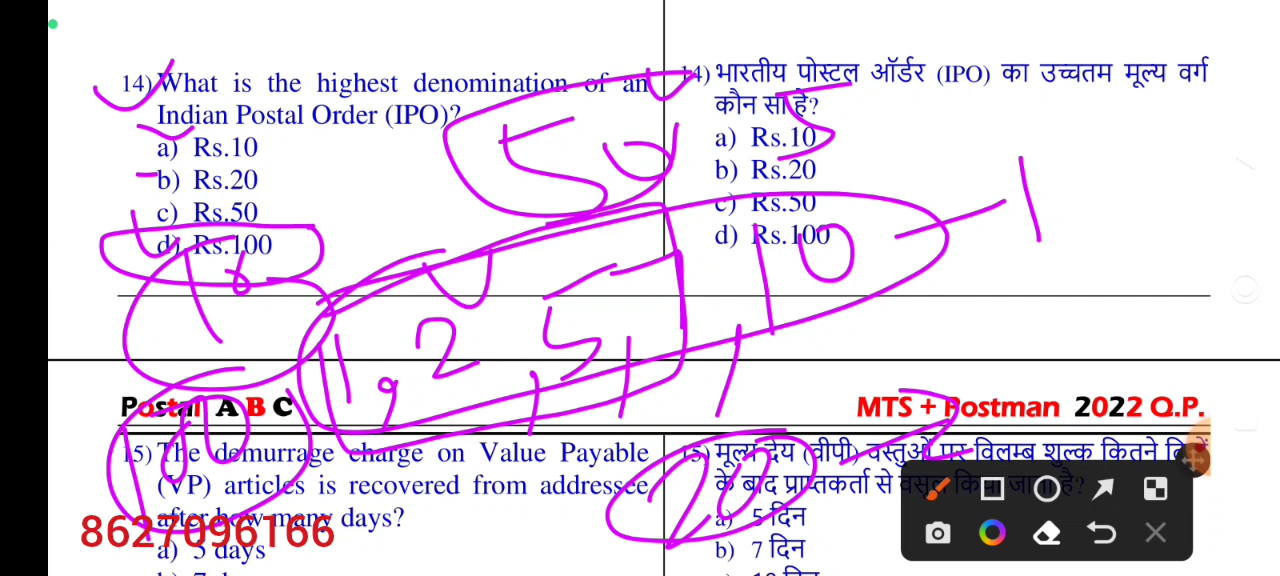 14) What is the highest denomination of an
Indian Postal Order (IPO)?
a) Rs.10
b) Rs.20
c) Rs.50
d) Rs.100
14) भारतीय पोस्टल ऑर्डर (IPO) का उच्चतम मूल्य वर्ग
कौन सा है?
a) Rs.10
b) Rs.20
c) Rs.50
d) Rs.100
50
5
1, 2, 5, 10 - 1
20 - 2
Postal A B C
MTS + Postman 2022 Q.P.
15) The demurrage charge on Value Payable
(VP) articles is recovered from addressee
after how many days?
a) 5 days
15) मूल्य देय (वीपी) वस्तुओं पर विलम्ब शुल्क कितने
के बाद प्राप्तकर्ता से वसूल किया जाता है?
a) 5 दिन
b) 7 दिन
8627096166